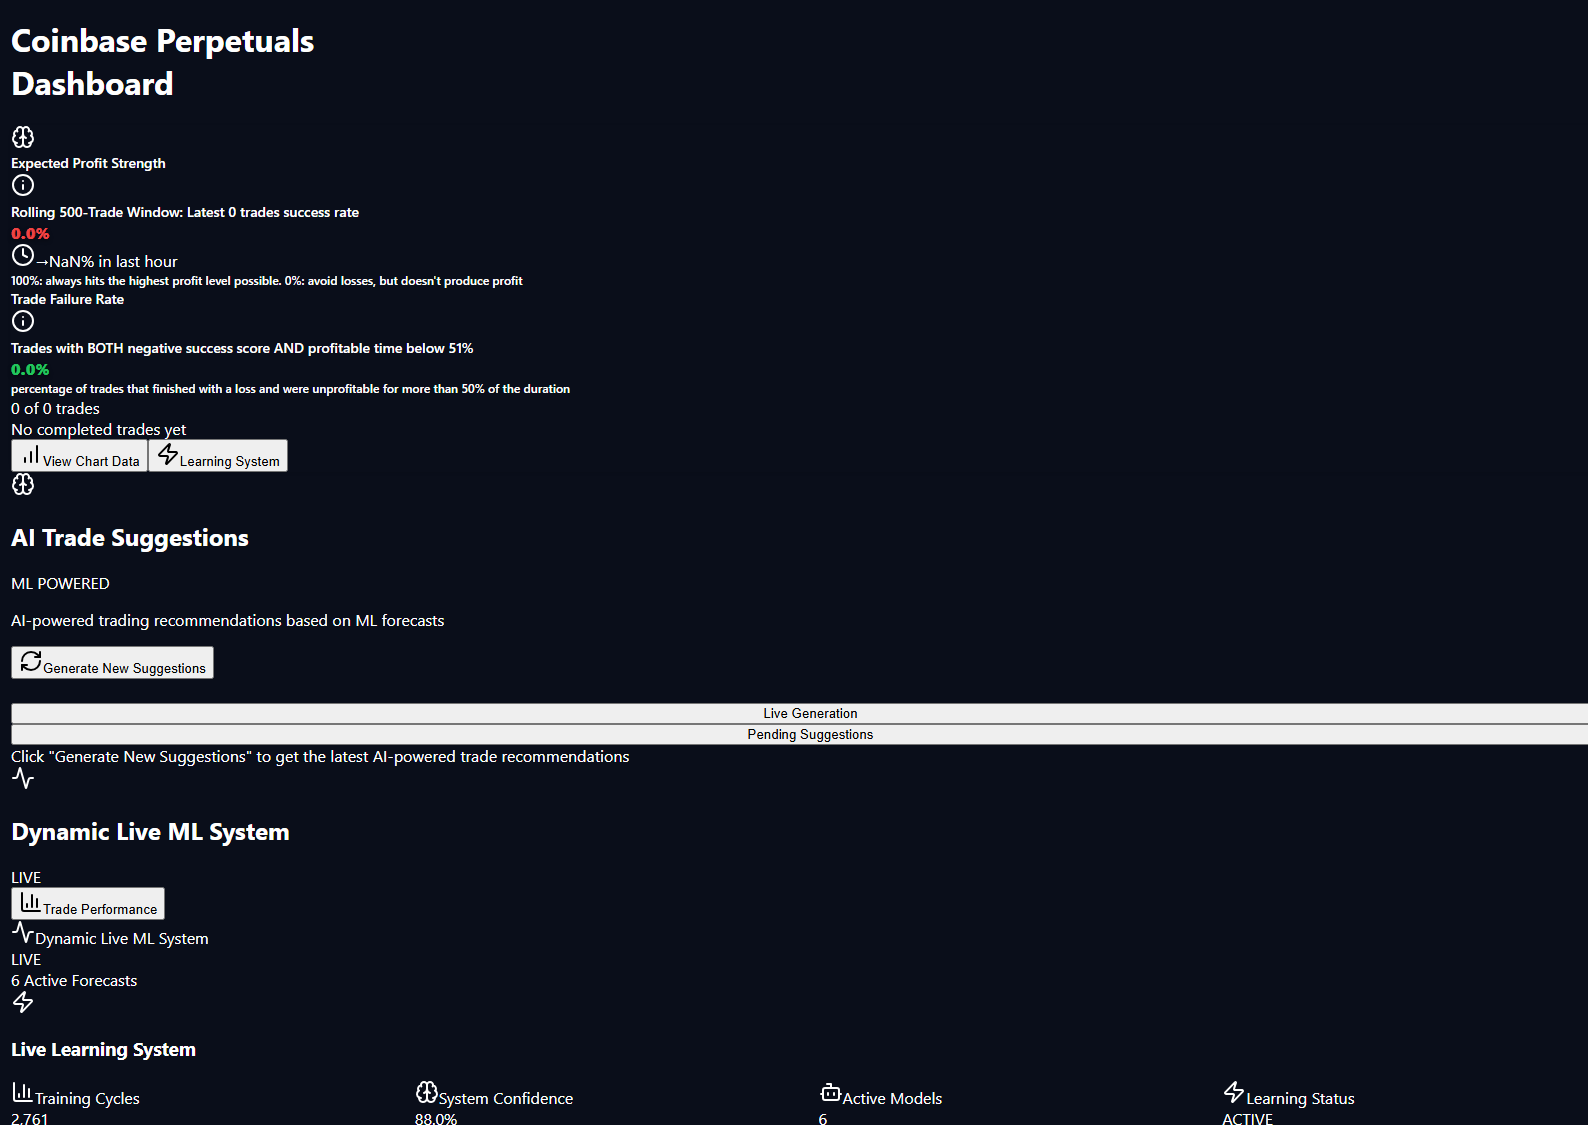 Coinbase Perpetuals
Dashboard
Expected Profit Strength
Rolling 500-Trade Window: Latest 0 trades success rate
0.0%
→NaN% in last hour
100%: always hits the highest profit level possible. 0%: avoid losses, but doesn't produce profit
Trade Failure Rate
Trades with BOTH negative success score AND profitable time below 51%
0.0%
percentage of trades that finished with a loss and were unprofitable for more than 50% of the duration
0 of 0 trades
No completed trades yet
View Chart Data Learning System
AI Trade Suggestions
ML POWERED
AI-powered trading recommendations based on ML forecasts
Generate New Suggestions
Live Generation
Pending Suggestions
Click "Generate New Suggestions" to get the latest AI-powered trade recommendations
Dynamic Live ML System
LIVE
Trade Performance
Dynamic Live ML System
LIVE
6 Active Forecasts
Live Learning System
Training Cycles System Confidence Active Models Learning Status
2,761 88.0% 6 ACTIVE